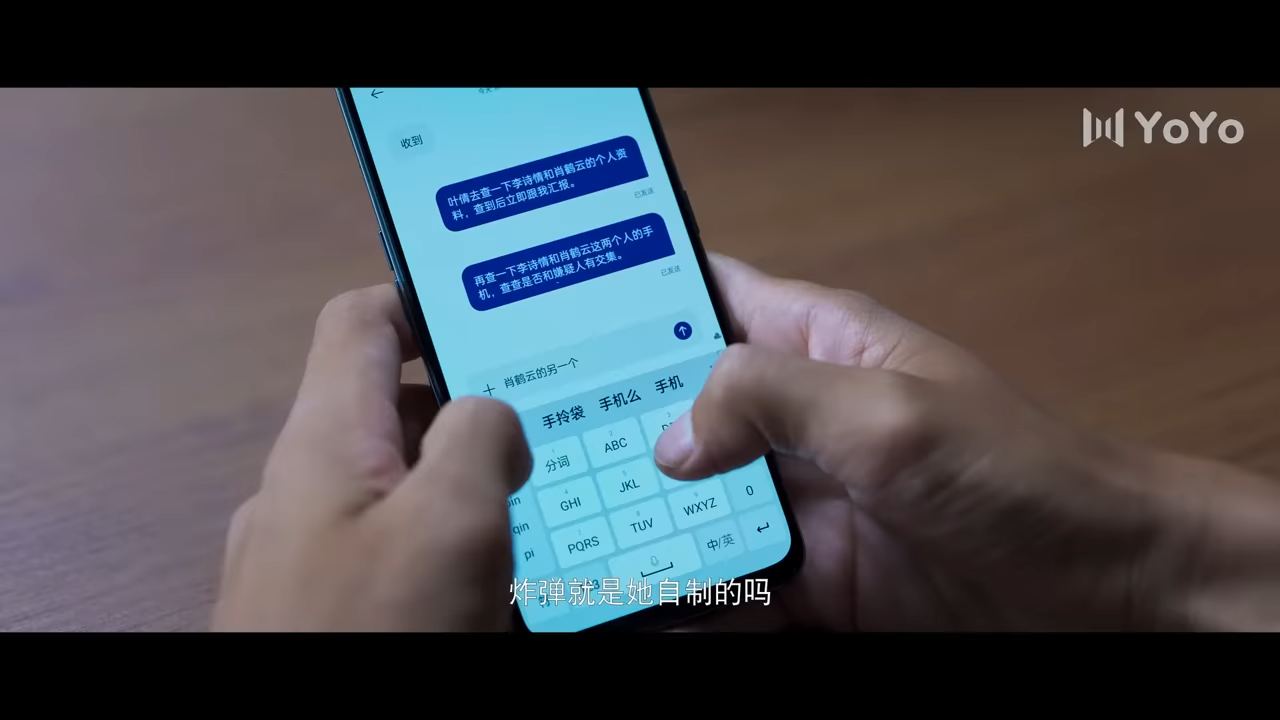 YoYo
收到
叶倩去查一下李诗情和肖鹤云的个人资
料，查到后立即跟我汇报。
已发送
再查一下李诗情和肖鹤云这两个人的手
机，查查是否和嫌疑人有交集。
已发送
肖鹤云的另一个
手拎袋 手机么 手机
分词 ABC
GHI JKL
PQRS TUV WXYZ 0
qin
pi
中/英
炸弹就是她自制的吗